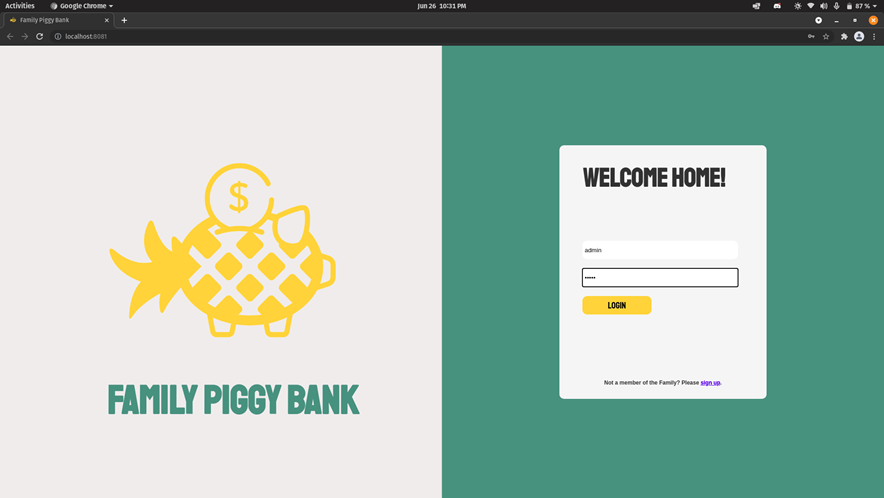 Activities
Google Chrome
Jun 26 10:31 PM
87 %
Family Piggy Bank
localhost:8081
$
FAMILY PIGGY BANK
WELCOME HOME!
admin
•••••
LOGIN
Not a member of the Family? Please sign up.